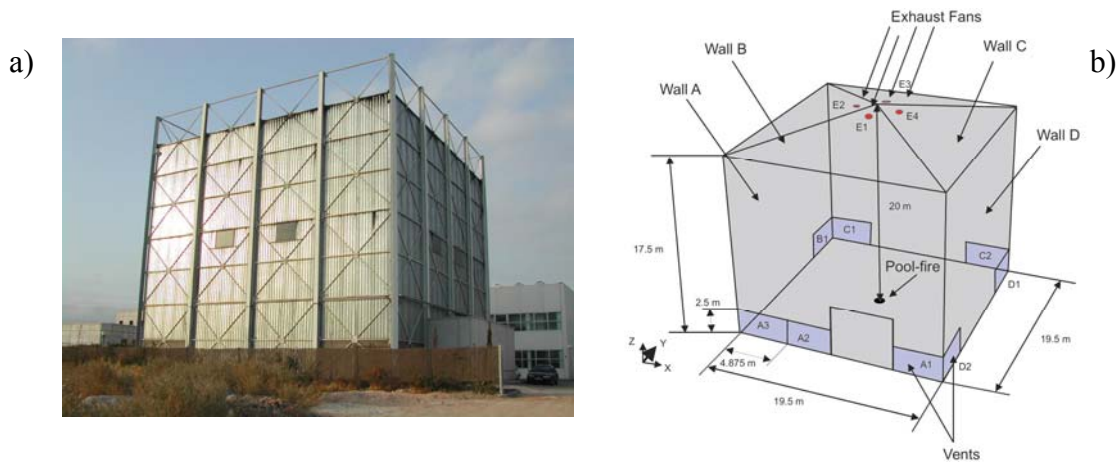 a)
b)
Exhaust Fans
Wall B
Wall C
Wall A
E3
E2
E4
E1
Wall D
20 m
17.5 m
C1
B1
C2
Pool-fire
D1
2.5 m
A3
A2
A1
D2
Z
Y
X
4.875 m
19.5 m
19.5 m
Vents